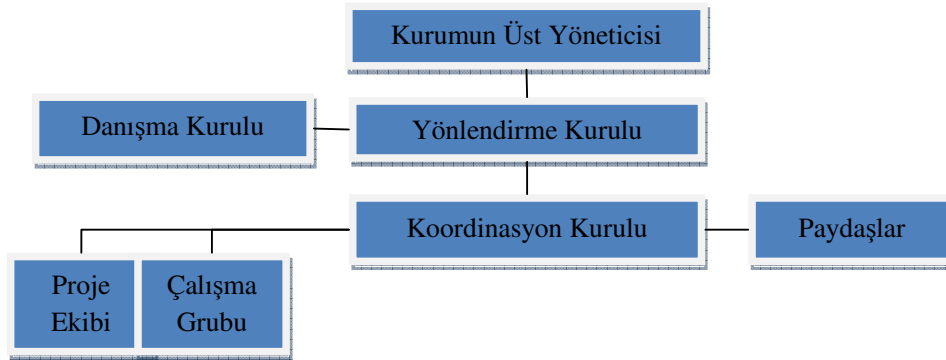 Kurumun Üst Yöneticisi
Danışma Kurulu
Yönlendirme Kurulu
Koordinasyon Kurulu
Paydaşlar
Proje
Ekibi
Çalışma
Grubu